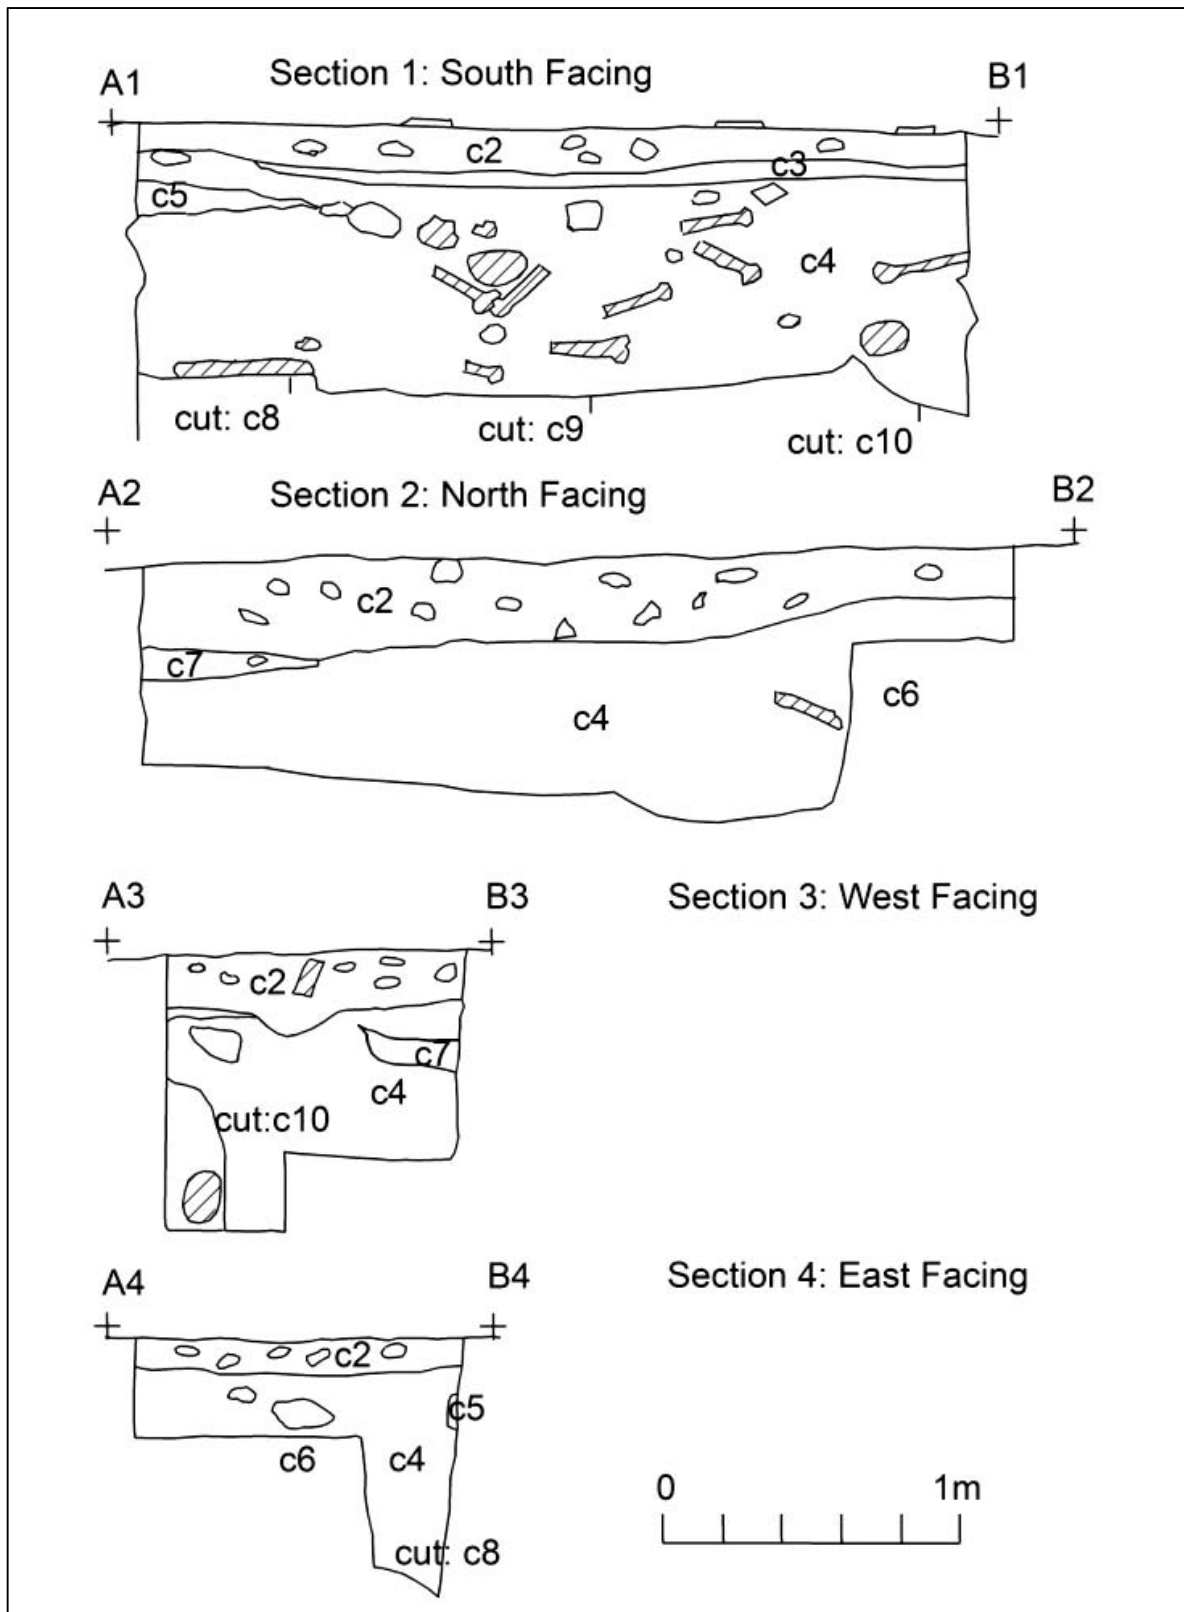 A1 Section 1: South Facing B1
c2
c3
c5
c4
cut: c8
cut: c9
cut: c10
A2 Section 2: North Facing B2
c2
c7
c6
c4
A3 B3 Section 3: West Facing
c2
c7
c4
cut:c10
A4 B4 Section 4: East Facing
c2
c5
c6 c4
0 1m
cut: c8